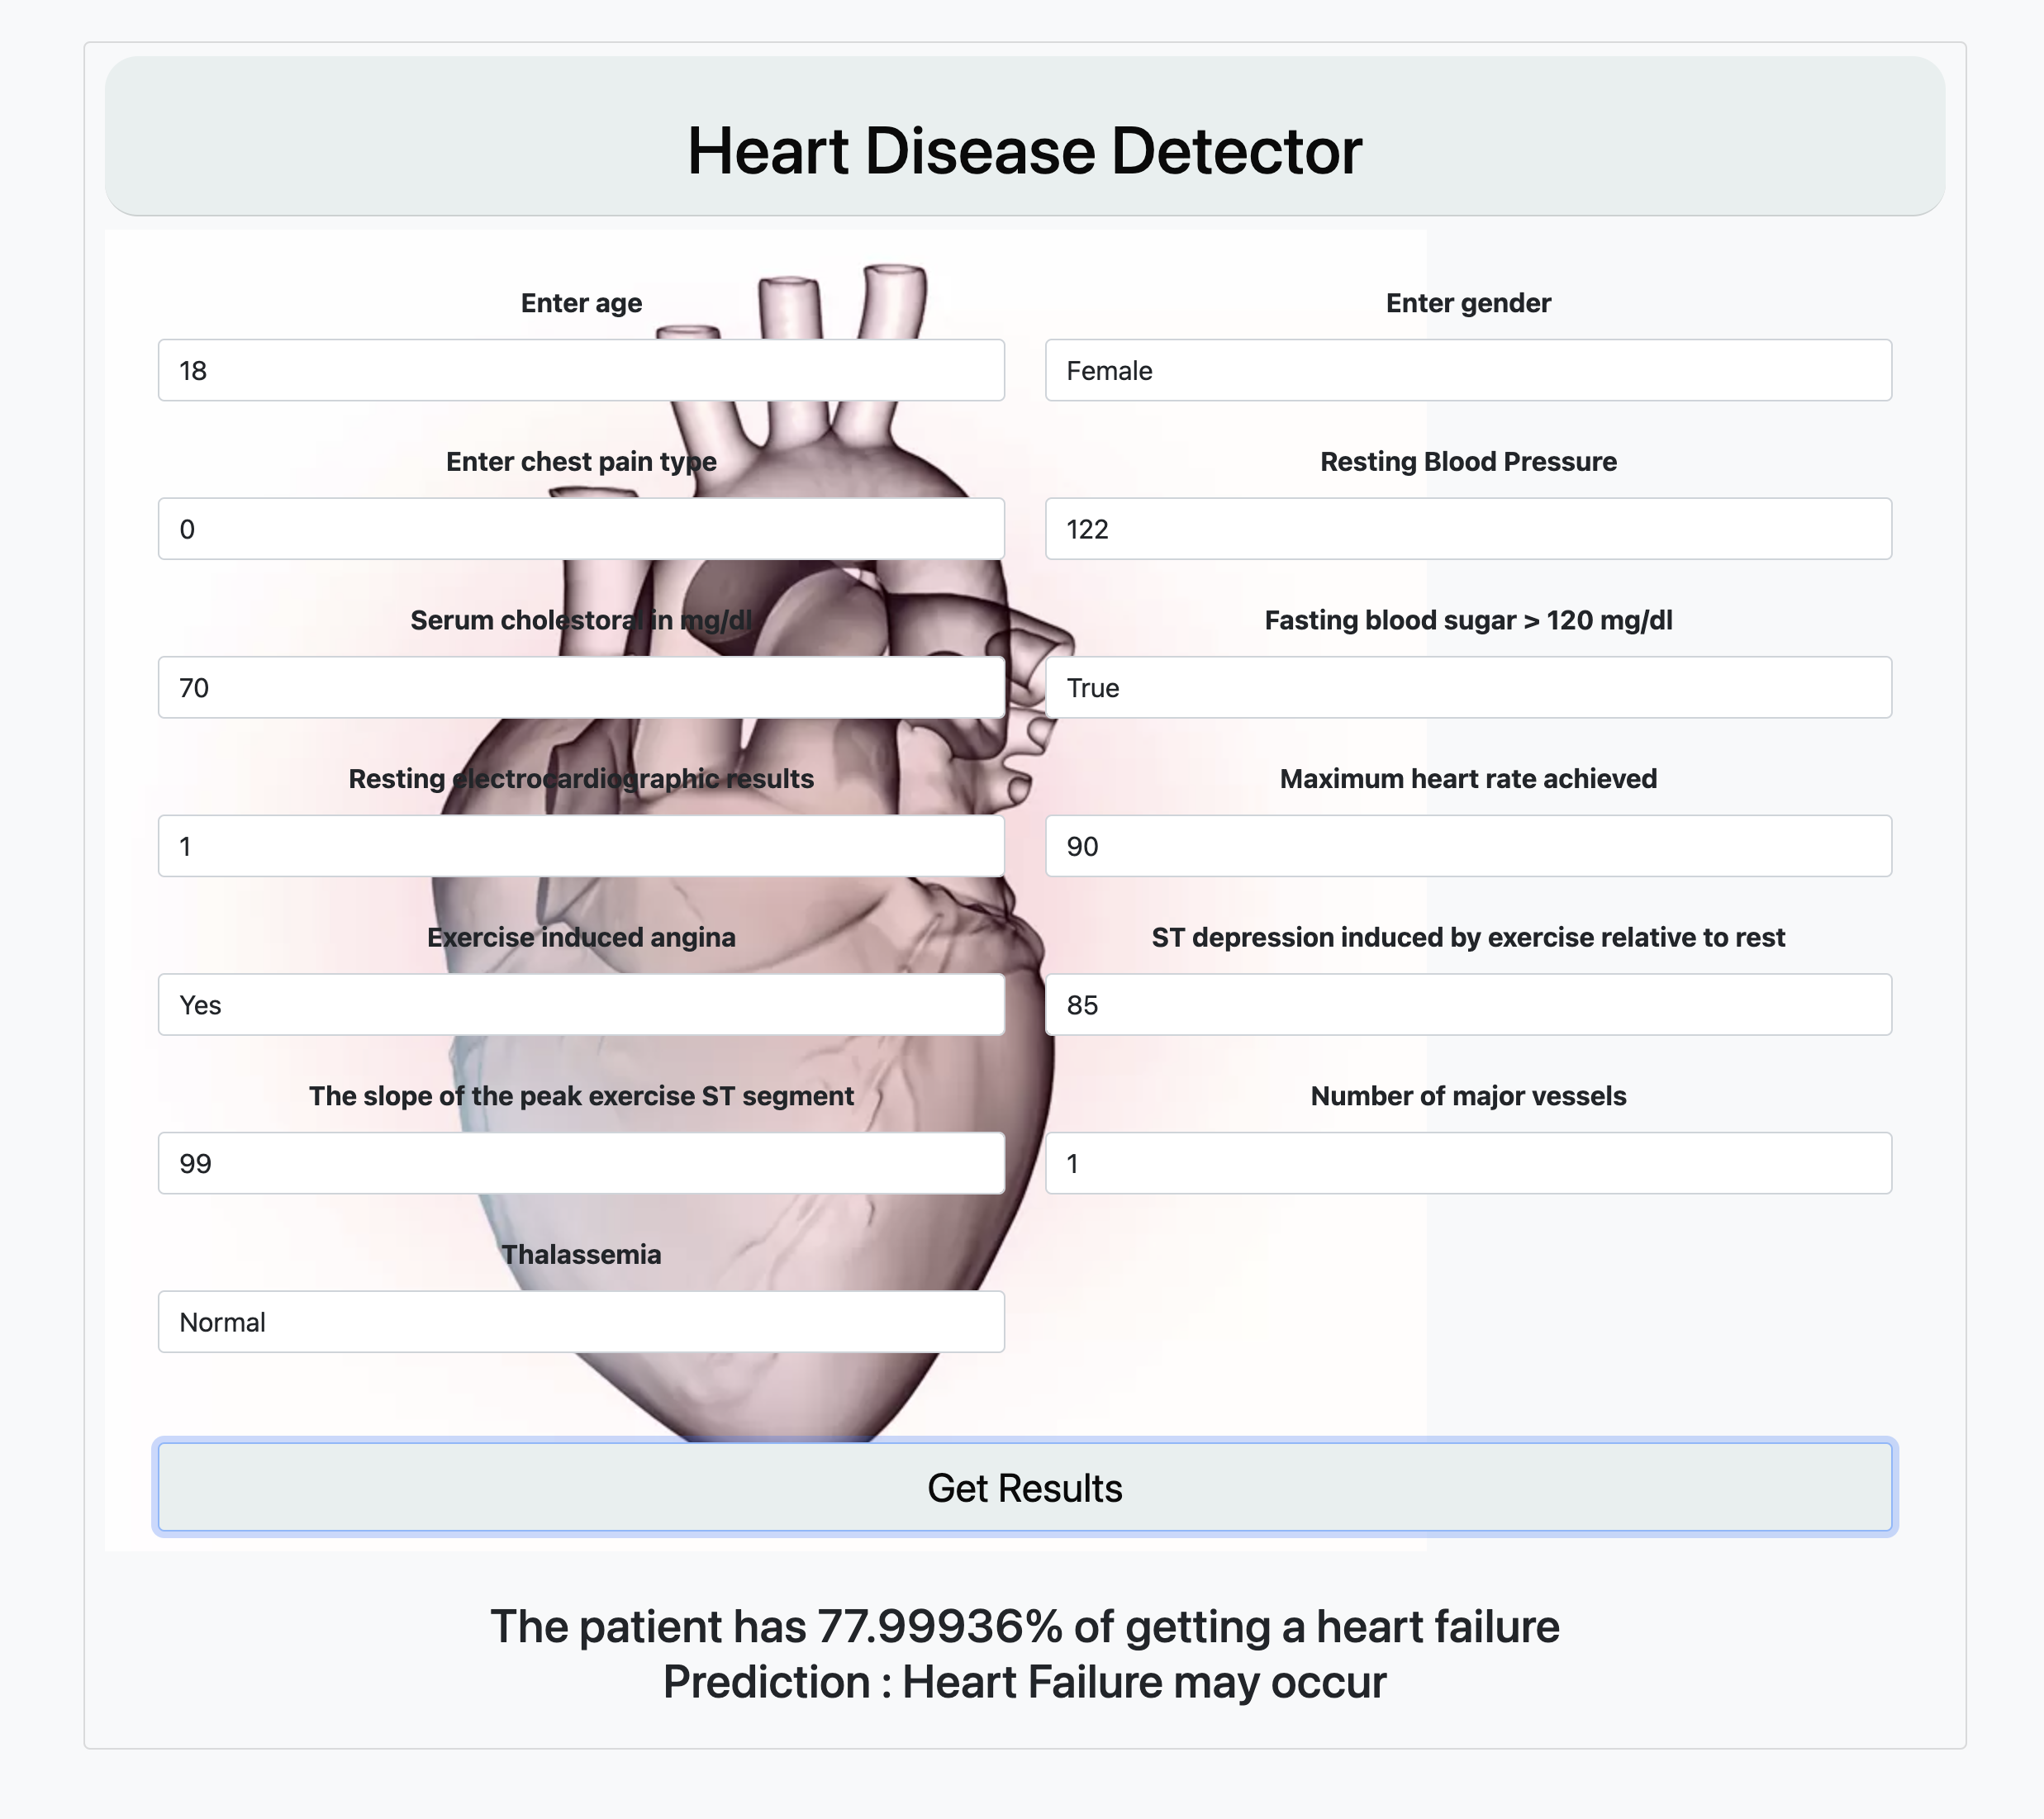 Heart Disease Detector
Enter age
Enter gender
18
Female
Enter chest pain type
Resting Blood Pressure
0
122
Serum cholestoral in mg/dl
Fasting blood sugar > 120 mg/dl
70
True
Resting electrocardiographic results
Maximum heart rate achieved
1
90
Exercise induced angina
ST depression induced by exercise relative to rest
Yes
85
The slope of the peak exercise ST segment
Number of major vessels
99
1
Thalassemia
Normal
Get Results
The patient has 77.99936% of getting a heart failure
Prediction : Heart Failure may occur